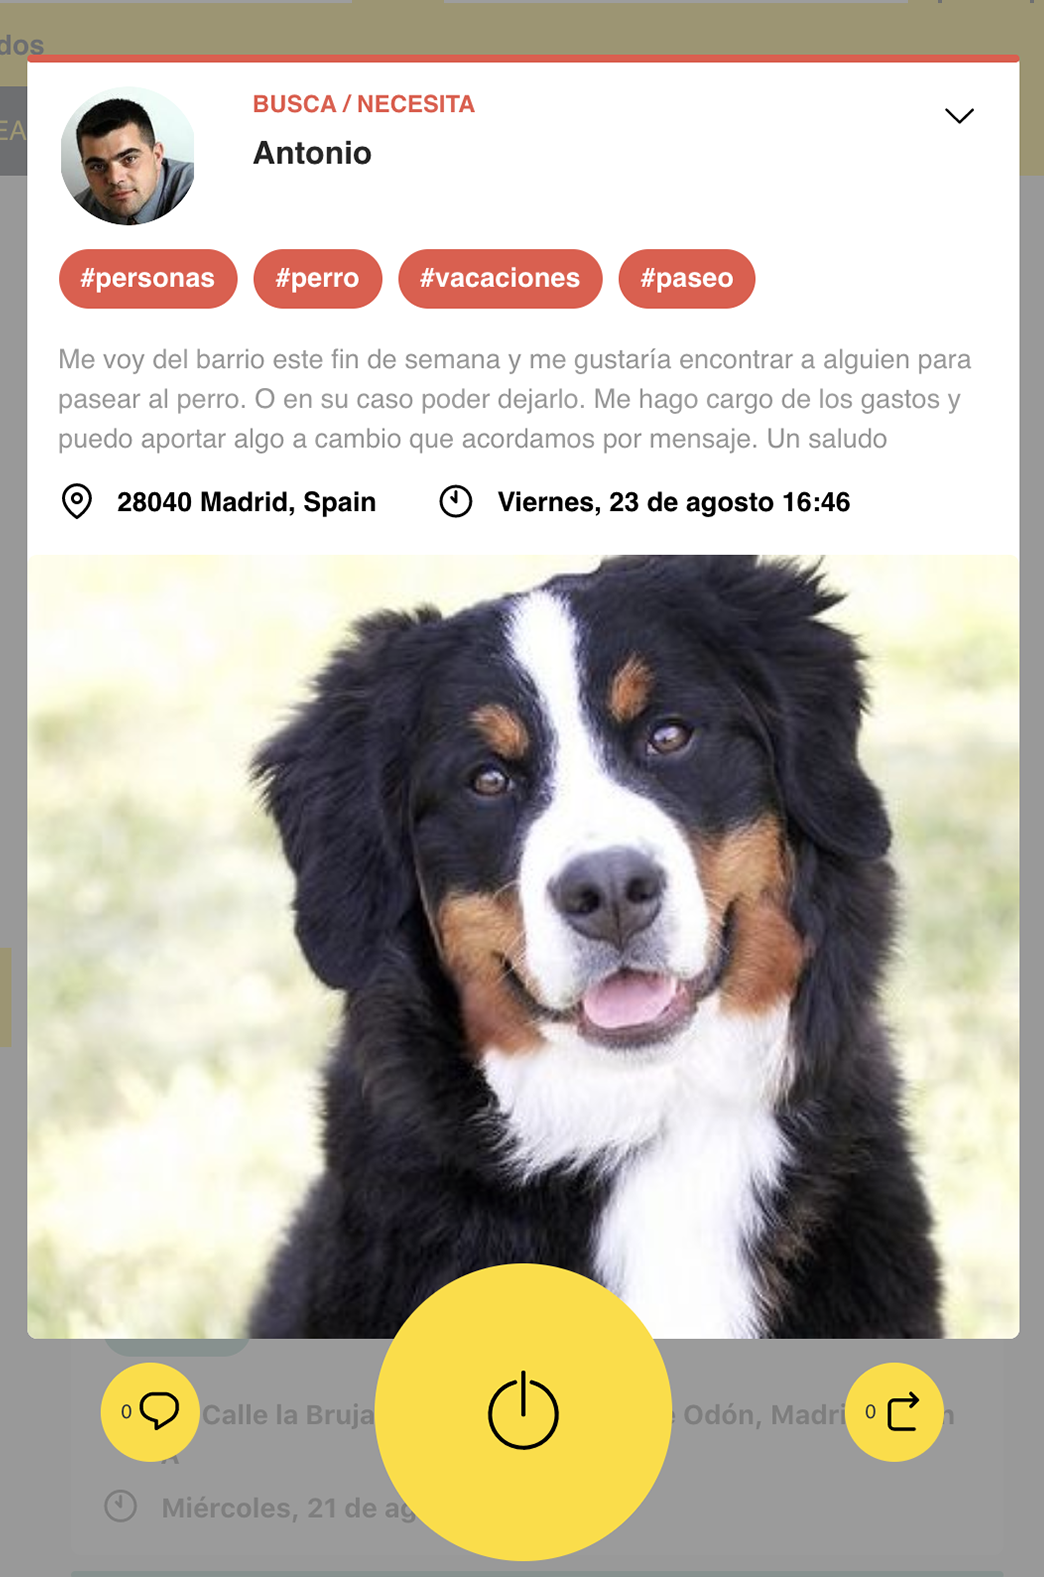 dos
EA
BUSCA / NECESITA
Antonio
#personas #perro #vacaciones #paseo
Me voy del barrio este fin de semana y me gustaría encontrar a alguien para
pasear al perro. O en su caso poder dejarlo. Me hago cargo de los gastos y
puedo aportar algo a cambio que acordamos por mensaje. Un saludo
28040 Madrid, Spain Viernes, 23 de agosto 16:46
0 Calle la Bruja Odón, Madri 0 n
Miércoles, 21 de ag